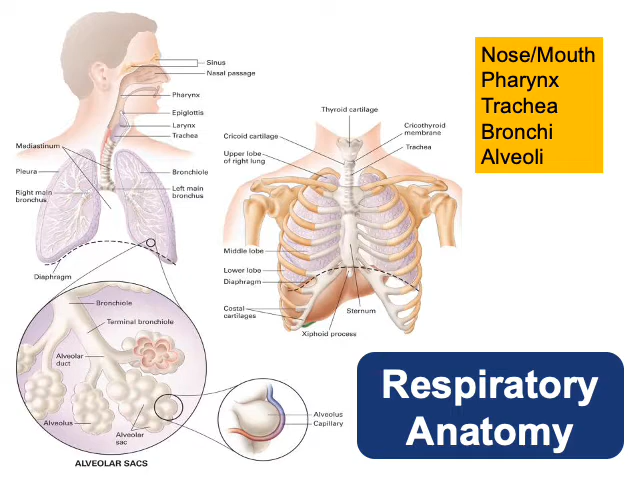 Sinus
Nasal passage
Pharynx
Epiglottis
Larynx
Trachea
Mediastinum
Pleura
Bronchiole
Right main
bronchus
Left main
bronchus
Diaphragm
Bronchiole
Terminal bronchiole
Alveolar
duct
Alveolus
Alveolar
sac
ALVEOLAR SACS
Alveolus
Capillary
Thyroid cartilage
Cricoid cartilage
Cricothyroid
membrane
Trachea
Upper lobe
of right lung
Middle lobe
Lower lobe
Diaphragm
Costal
cartilages
Sternum
Xiphoid process
Nose/Mouth
Pharynx
Trachea
Bronchi
Alveoli
Respiratory
Anatomy